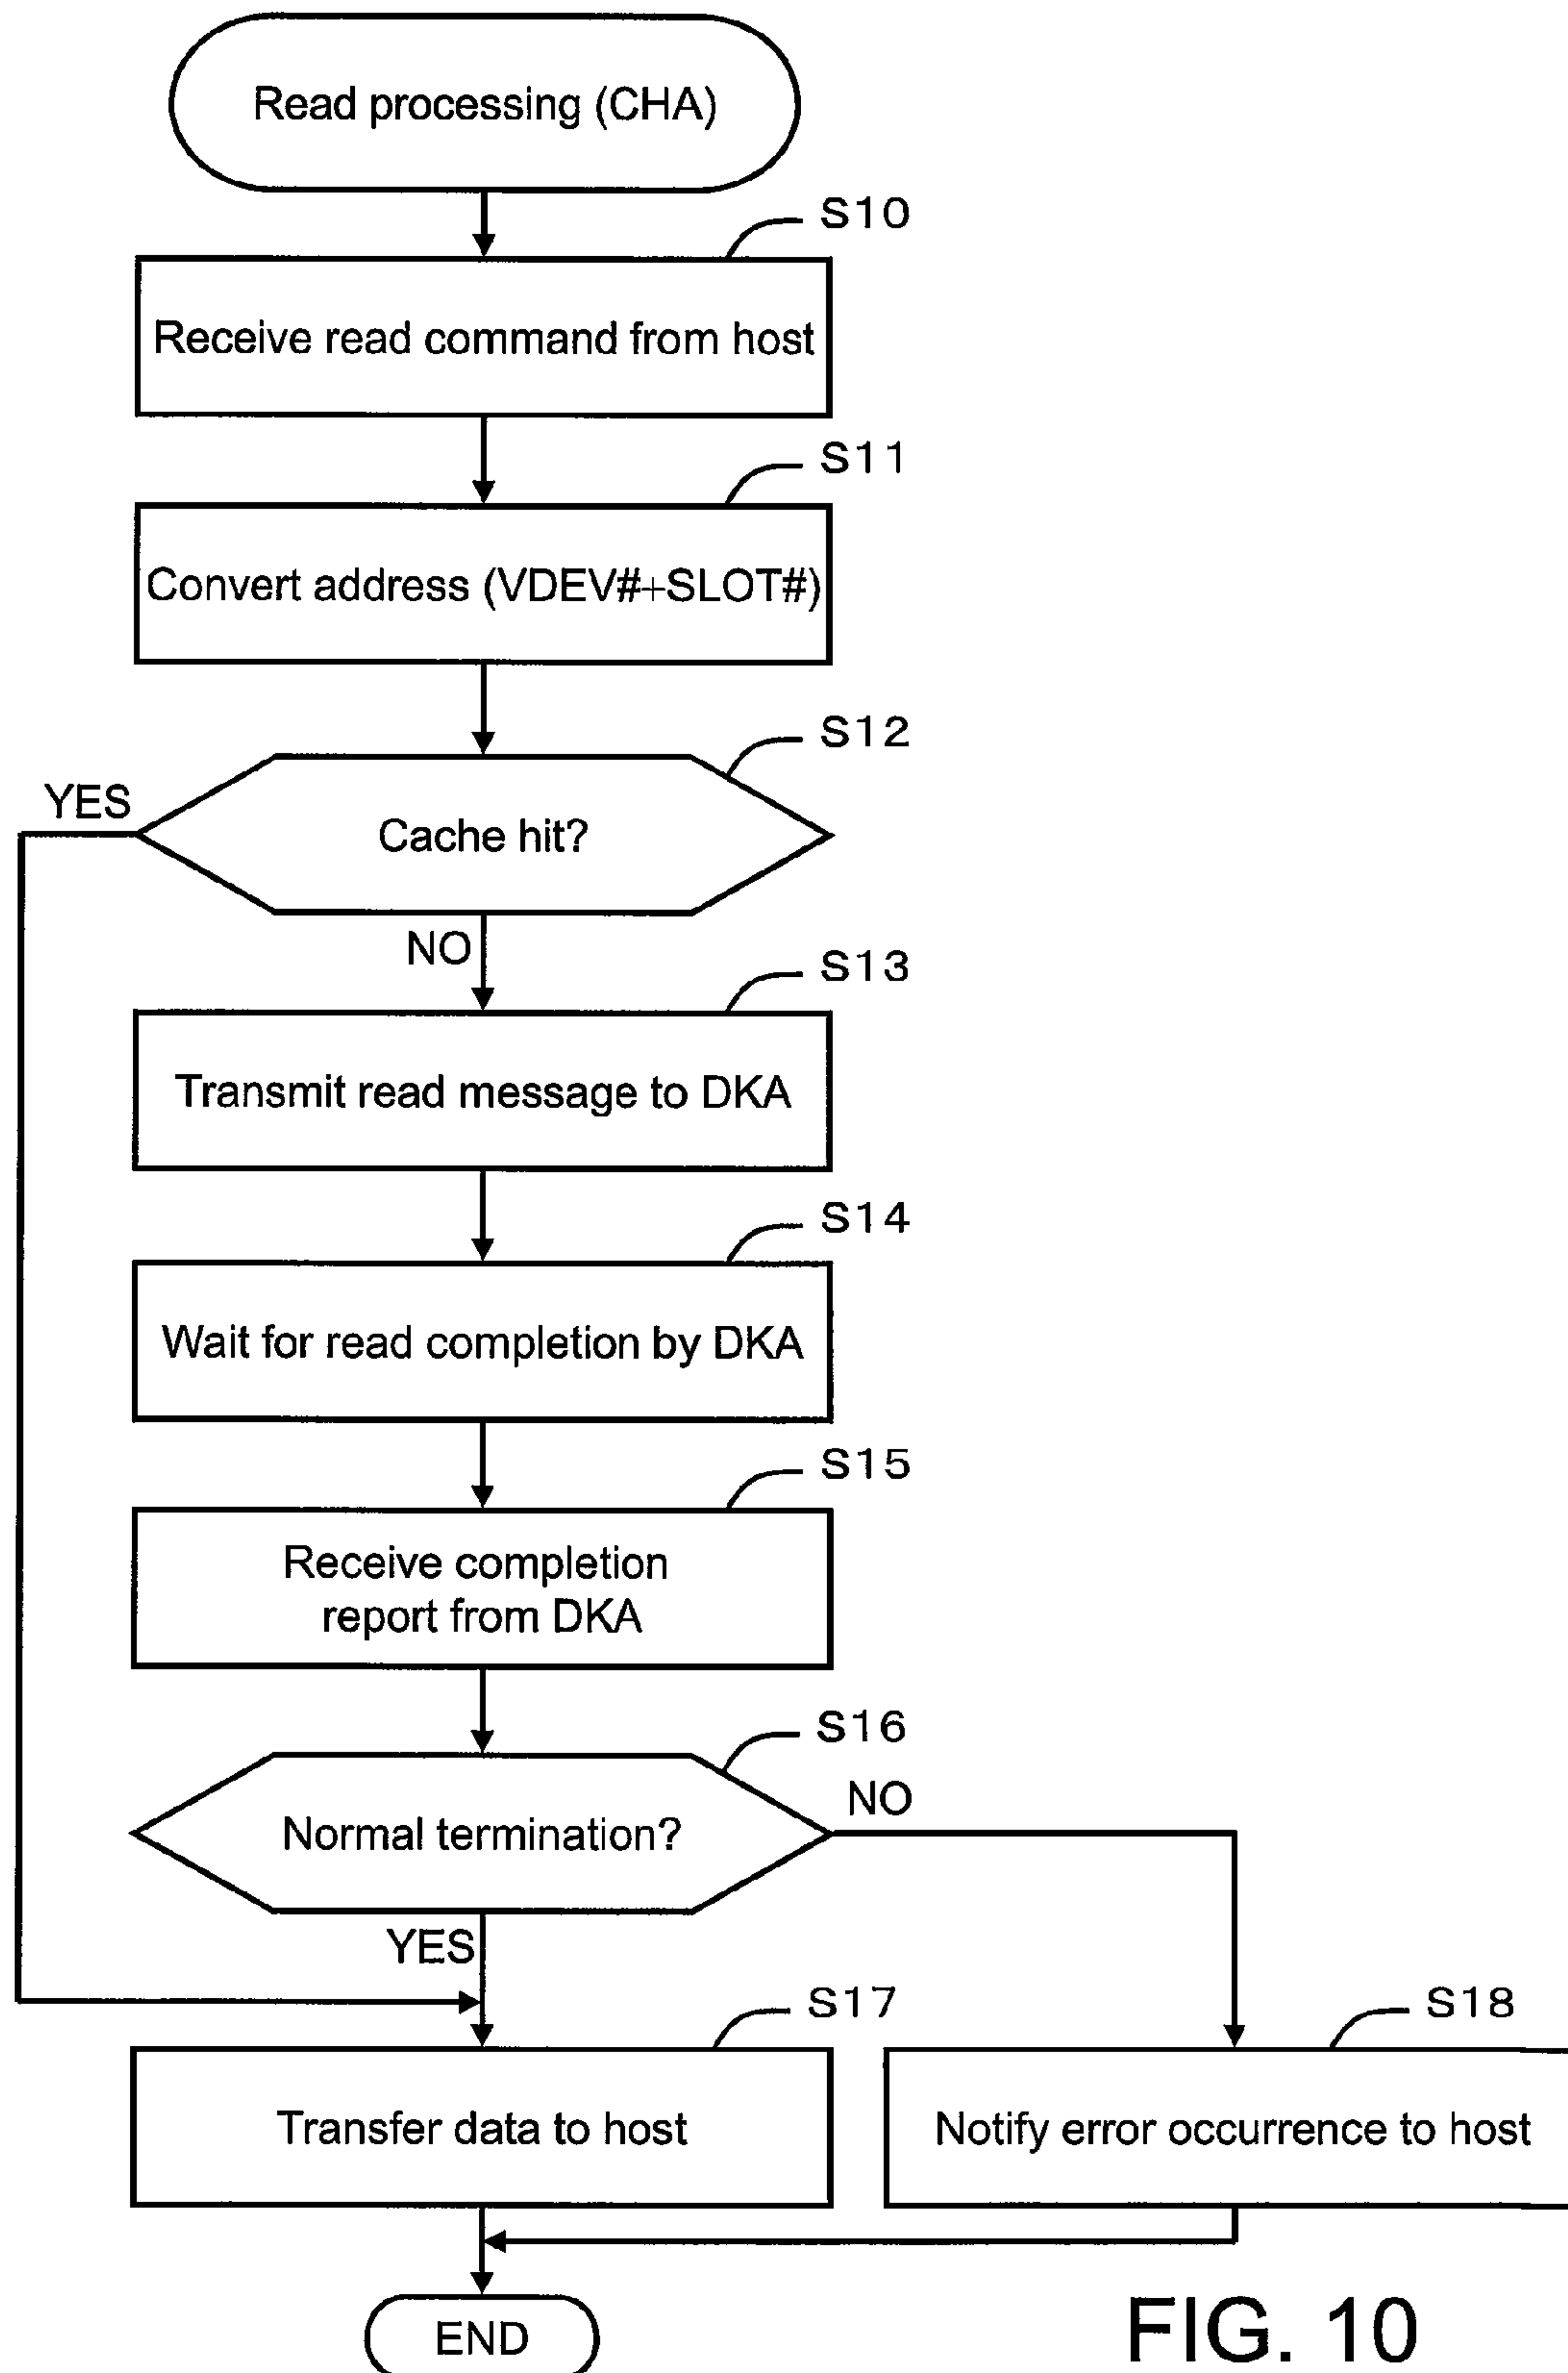 Read processing (CHA)
S10
Receive read command from host
S11
Convert address (VDEV#+SLOT#)
S12
YES
Cache hit?
NO
S13
Transmit read message to DKA
S14
Wait for read completion by DKA
S15
Receive completion
report from DKA
S16
NO
Normal termination?
YES
S17
S18
Transfer data to host
Notify error occurrence to host
END
FIG. 10